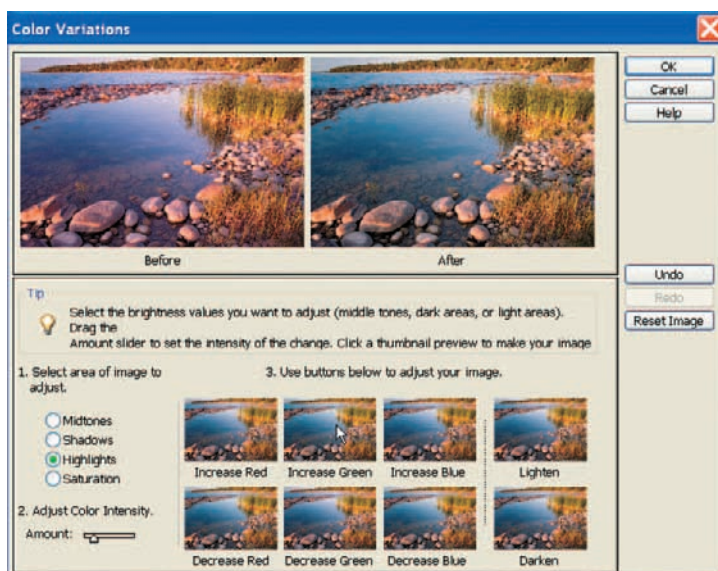 Color Variations
OK
Cancel
Help
Before After
Undo
Redo
Reset Image
Tip
Select the brightness values you want to adjust (middle tones, dark areas, or light areas).
Drag the
Amount slider to set the intensity of the change. Click a thumbnail preview to make your image
1. Select area of image to
adjust.
Midtones
Shadows
Highlights
Saturation
2. Adjust Color Intensity.
Amount:
3. Use buttons below to adjust your image.
Increase Red Increase Green Increase Blue Lighten
Decrease Red Decrease Green Decrease Blue Darken